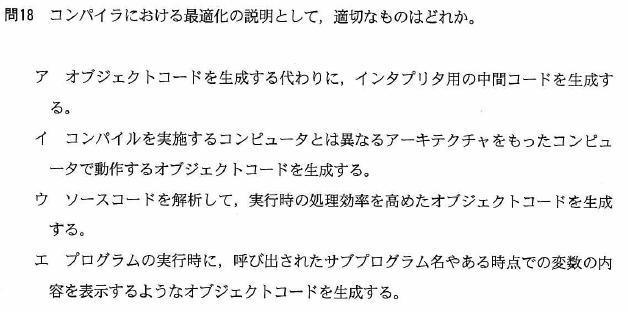 問18 コンパイラにおける最適化の説明として，適切なものはどれか。
ア オブジェクトコードを生成する代わりに，インタプリタ用の中間コードを生成す
る。
イ コンパイルを実施するコンピュータとは異なるアーキテクチャをもったコンピュ
ータで動作するオブジェクトコードを生成する。
ウ ソースコードを解析して，実行時の処理効率を高めたオブジェクトコードを生成
する。
エ プログラムの実行時に，呼び出されたサブプログラム名やある時点での変数の内
容を表示するようなオブジェクトコードを生成する。